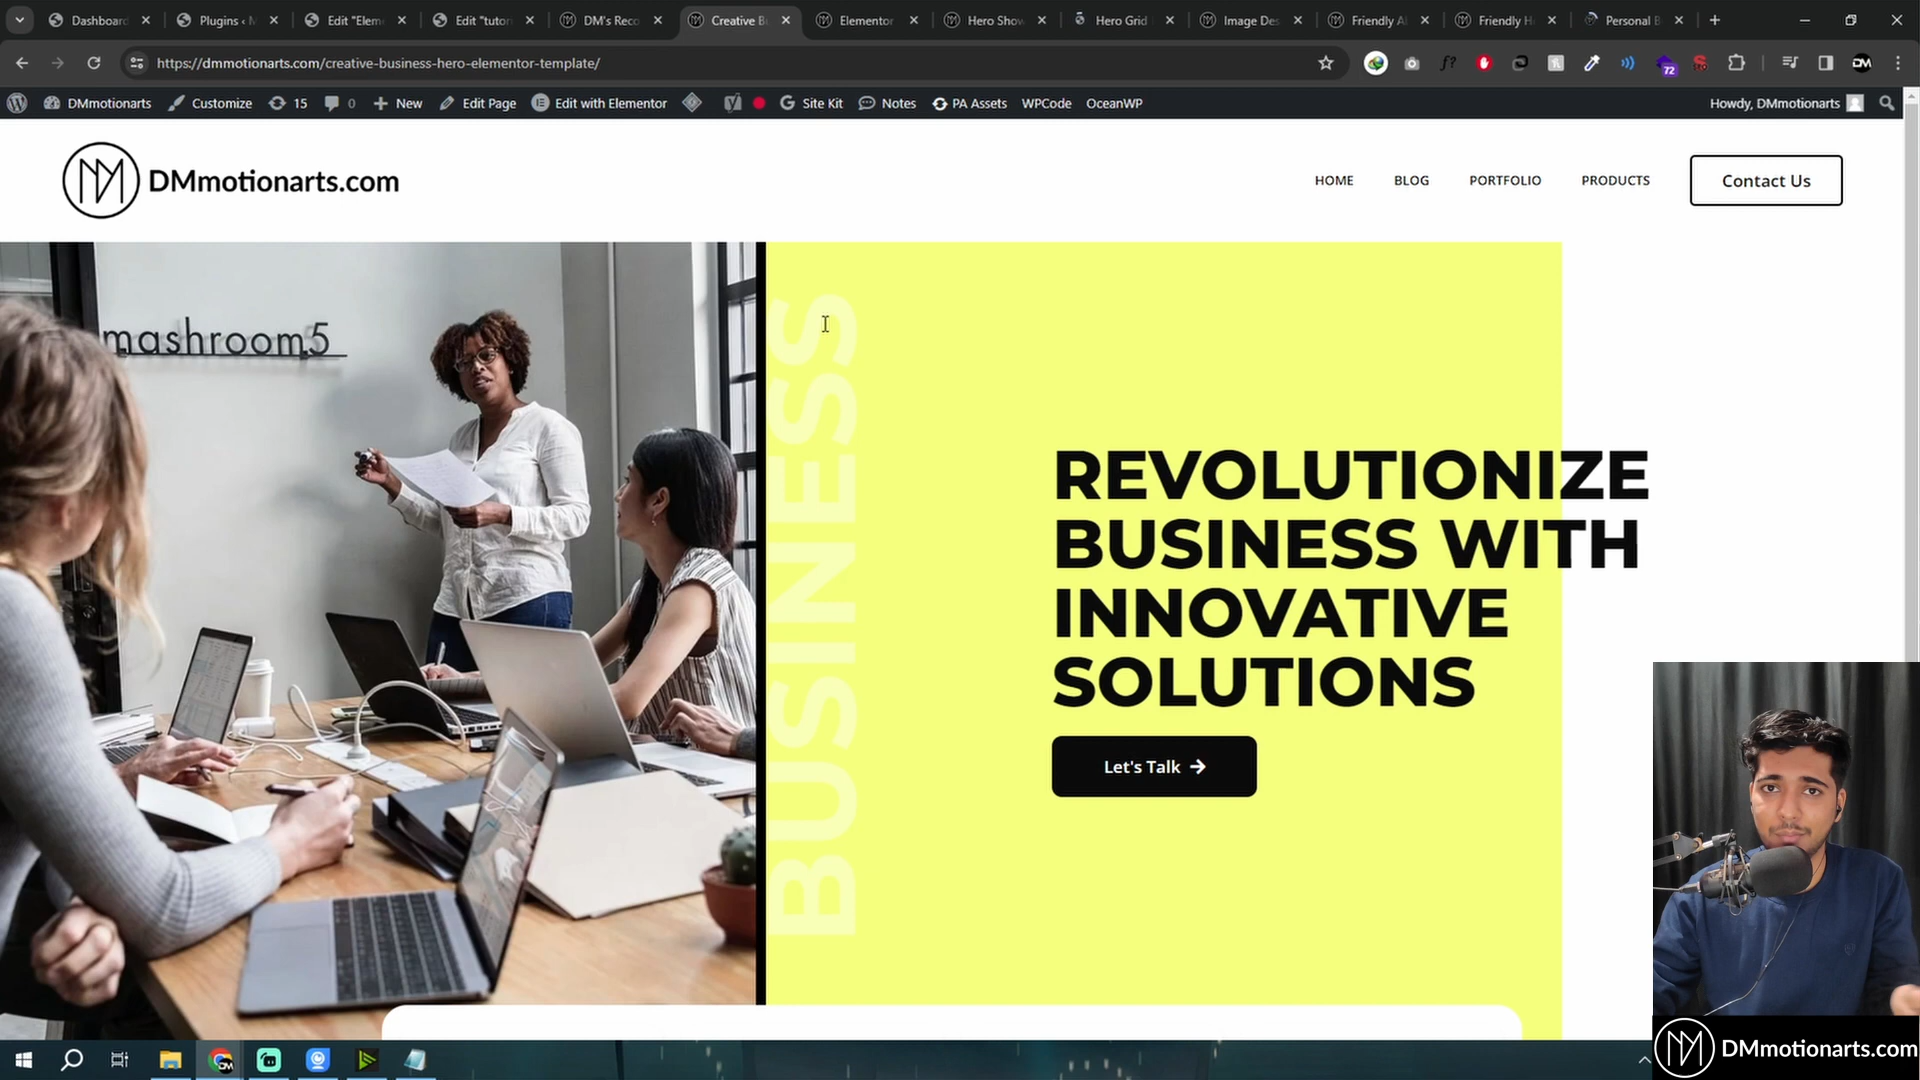 Dashboard
Plugins ‹
Edit "Elem
Edit "tutor
DM's Reco
Creative B
Elementor
Hero Show
Hero Grid
Image Des
Friendly A
Friendly H
Personal B
https://dmmotionarts.com/creative-business-hero-elementor-template/
f?
72
DM
DMmotionarts
Customize
15
0
New
Edit Page
Edit with Elementor
Site Kit
Notes
PA Assets
WPCode
OceanWP
Howdy, DMmotionarts
DMmotionarts.com
HOME
BLOG
PORTFOLIO
PRODUCTS
Contact Us
mashroom5
BUSINESS
REVOLUTIONIZE
BUSINESS WITH
INNOVATIVE
SOLUTIONS
Let's Talk
DMmotionarts.com